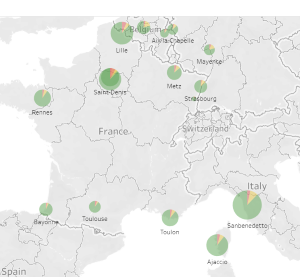 Belgium
Lille
Aix-la-Chapelle
Mayence
Saint-Denis
Metz
Strasbourg
Rennes
France
Switzerland
Italy
Bayonne
Toulouse
Toulon
Sanbenedetto
Ajaccio
Spain